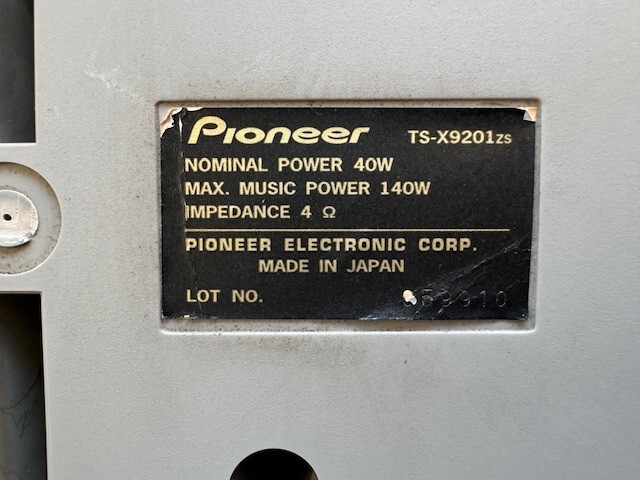 Pioneer TS-X9201zs
NOMINAL POWER 40W
MAX. MUSIC POWER 140W
IMPEDANCE 4 Ω
PIONEER ELECTRONIC CORP.
MADE IN JAPAN
LOT NO.